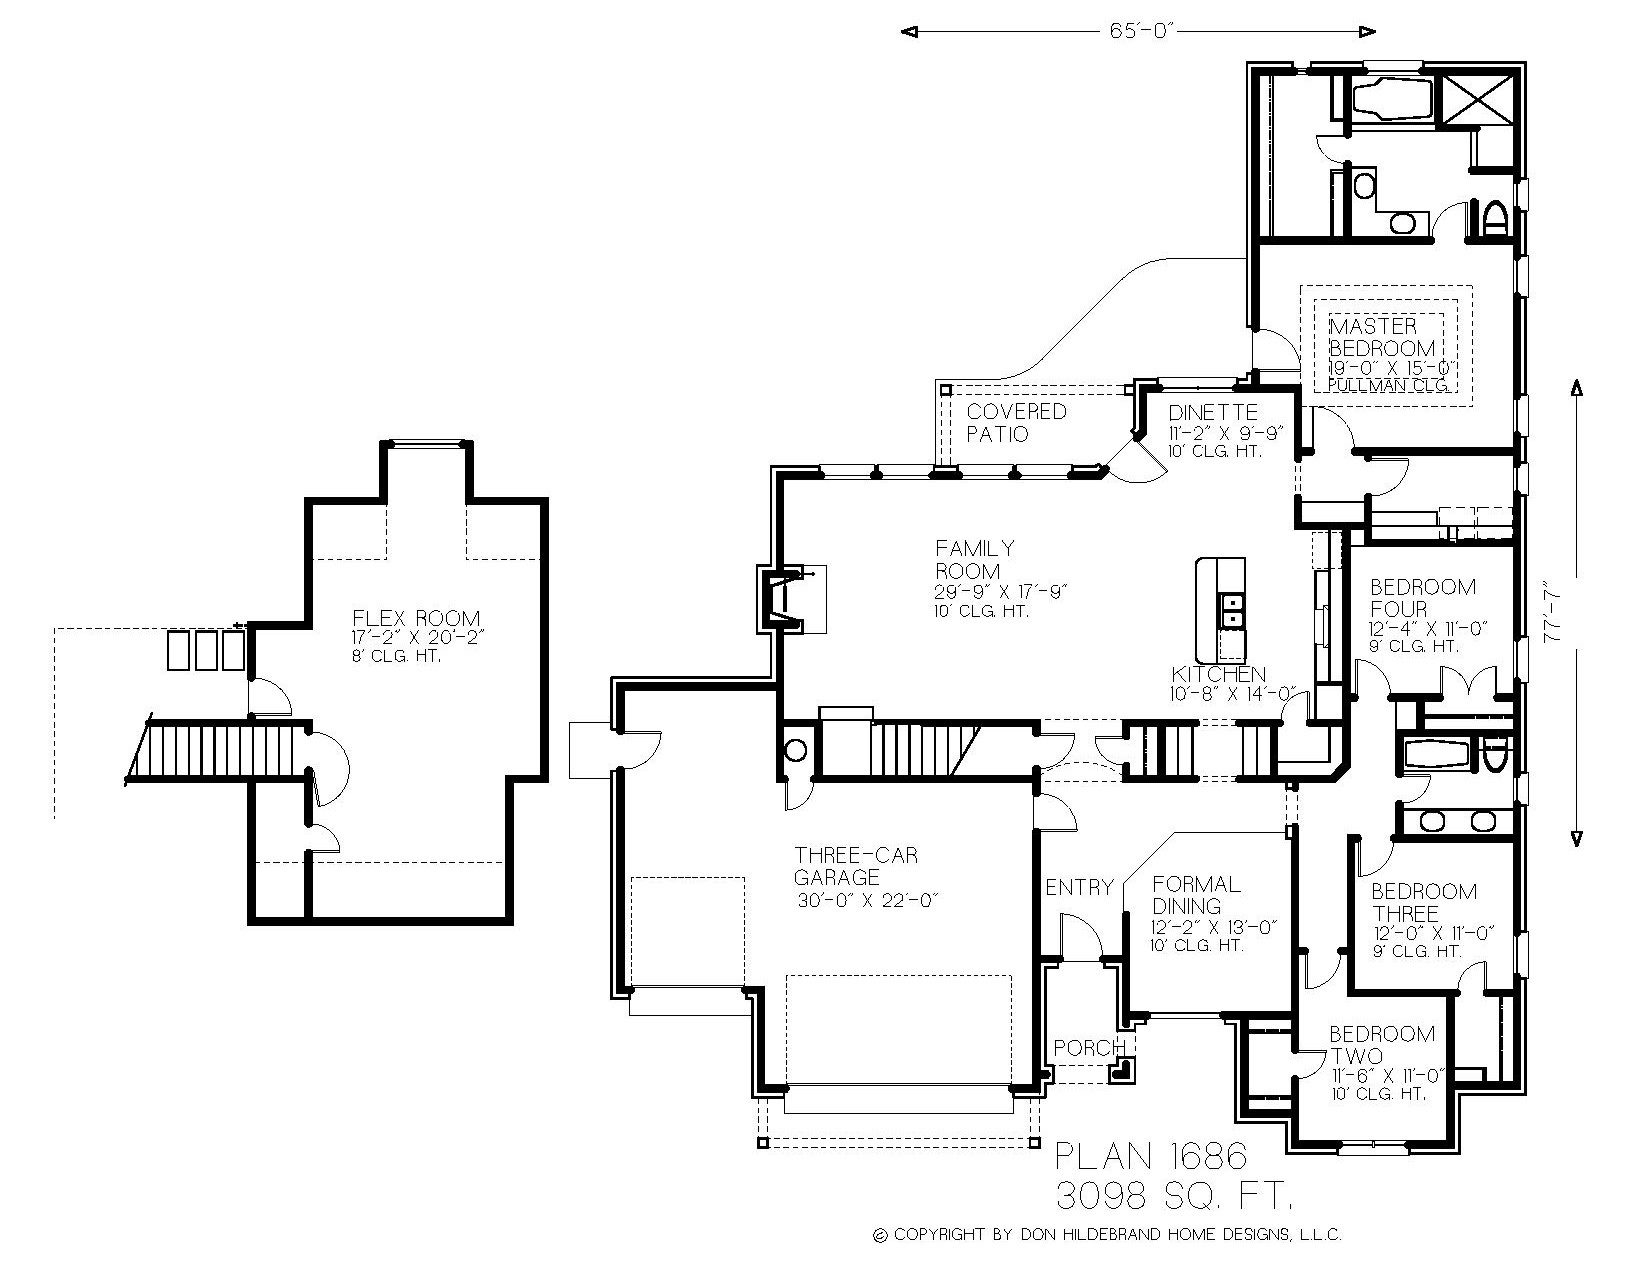 65'-0"
MASTER
BEDROOM
19'-0" X 15'-0"
PULLMAN CLG.
COVERED
PATIO
DINETTE
11'-2" X 9'-9"
10' CLG. HT.
FAMILY
ROOM
29'-9" X 17'-9"
10' CLG. HT.
BEDROOM
FOUR
12'-4" X 11'-0"
9' CLG. HT.
77'-7"
FLEX ROOM
17'-2" X 20'-2"
8' CLG. HT.
KITCHEN
10'-8" X 14'-0"
THREE-CAR
GARAGE
30'-0" X 22'-0"
ENTRY
FORMAL
DINING
12'-2" X 13'-0"
10' CLG. HT.
BEDROOM
THREE
12'-0" X 11'-0"
9' CLG. HT.
PORCH
BEDROOM
TWO
11'-6" X 11'-0"
10' CLG. HT.
PLAN 1686
3098 SQ. FT.
© COPYRIGHT BY DON HILDEBRAND HOME DESIGNS, L.L.C.